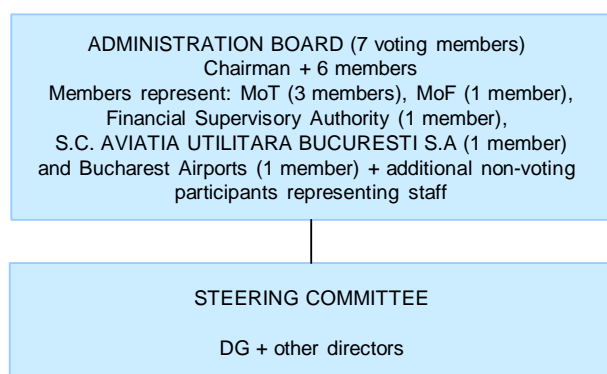 ADMINISTRATION BOARD (7 voting members)
Chairman + 6 members
Members represent: MoT (3 members), MoF (1 member),
Financial Supervisory Authority (1 member),
S.C. AVIATIA UTILITARA BUCURESTI S.A (1 member)
and Bucharest Airports (1 member) + additional non-voting
participants representing staff
STEERING COMMITTEE
DG + other directors